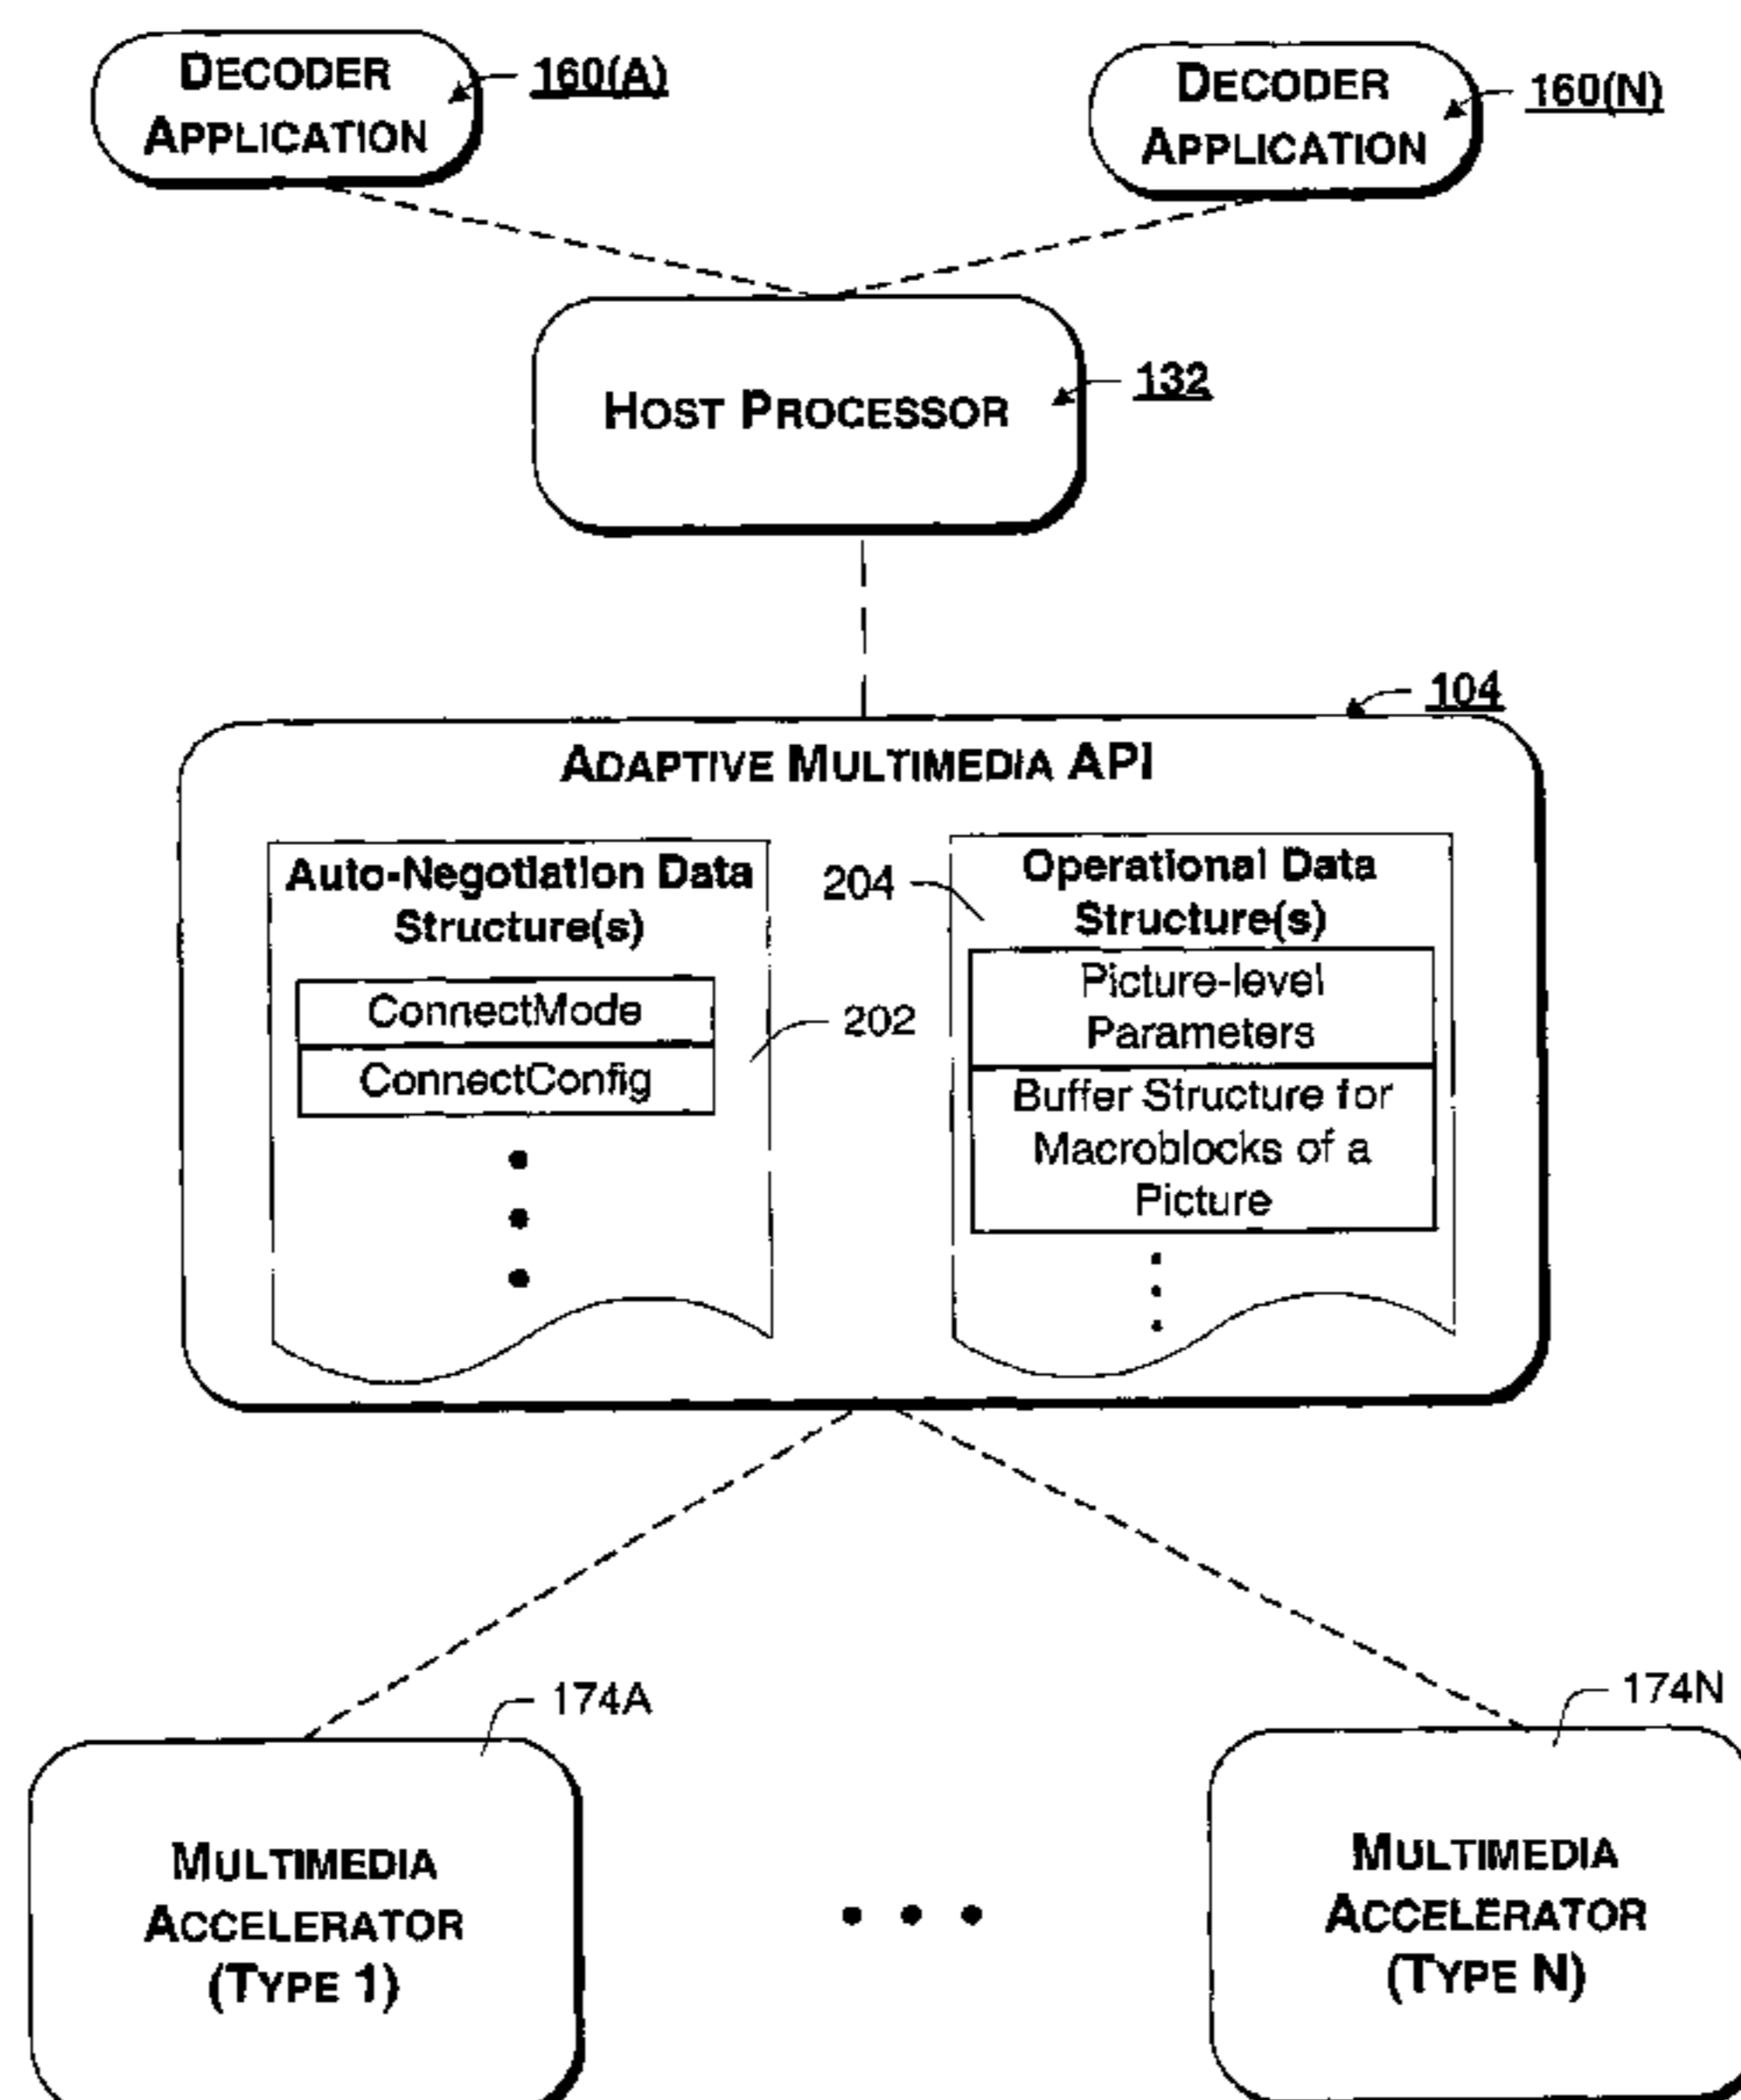 DECODER
APPLICATION
160(A)
DECODER
APPLICATION
160(N)
HOST PROCESSOR
132
104
ADAPTIVE MULTIMEDIA API
Auto-Negotiation Data
Structure(s)
ConnectMode
ConnectConfig
202
204
Operational Data
Structure(s)
Picture-level
Parameters
Buffer Structure for
Macroblocks of a
Picture
174A
MULTIMEDIA
ACCELERATOR
(TYPE 1)
174N
MULTIMEDIA
ACCELERATOR
(TYPE N)